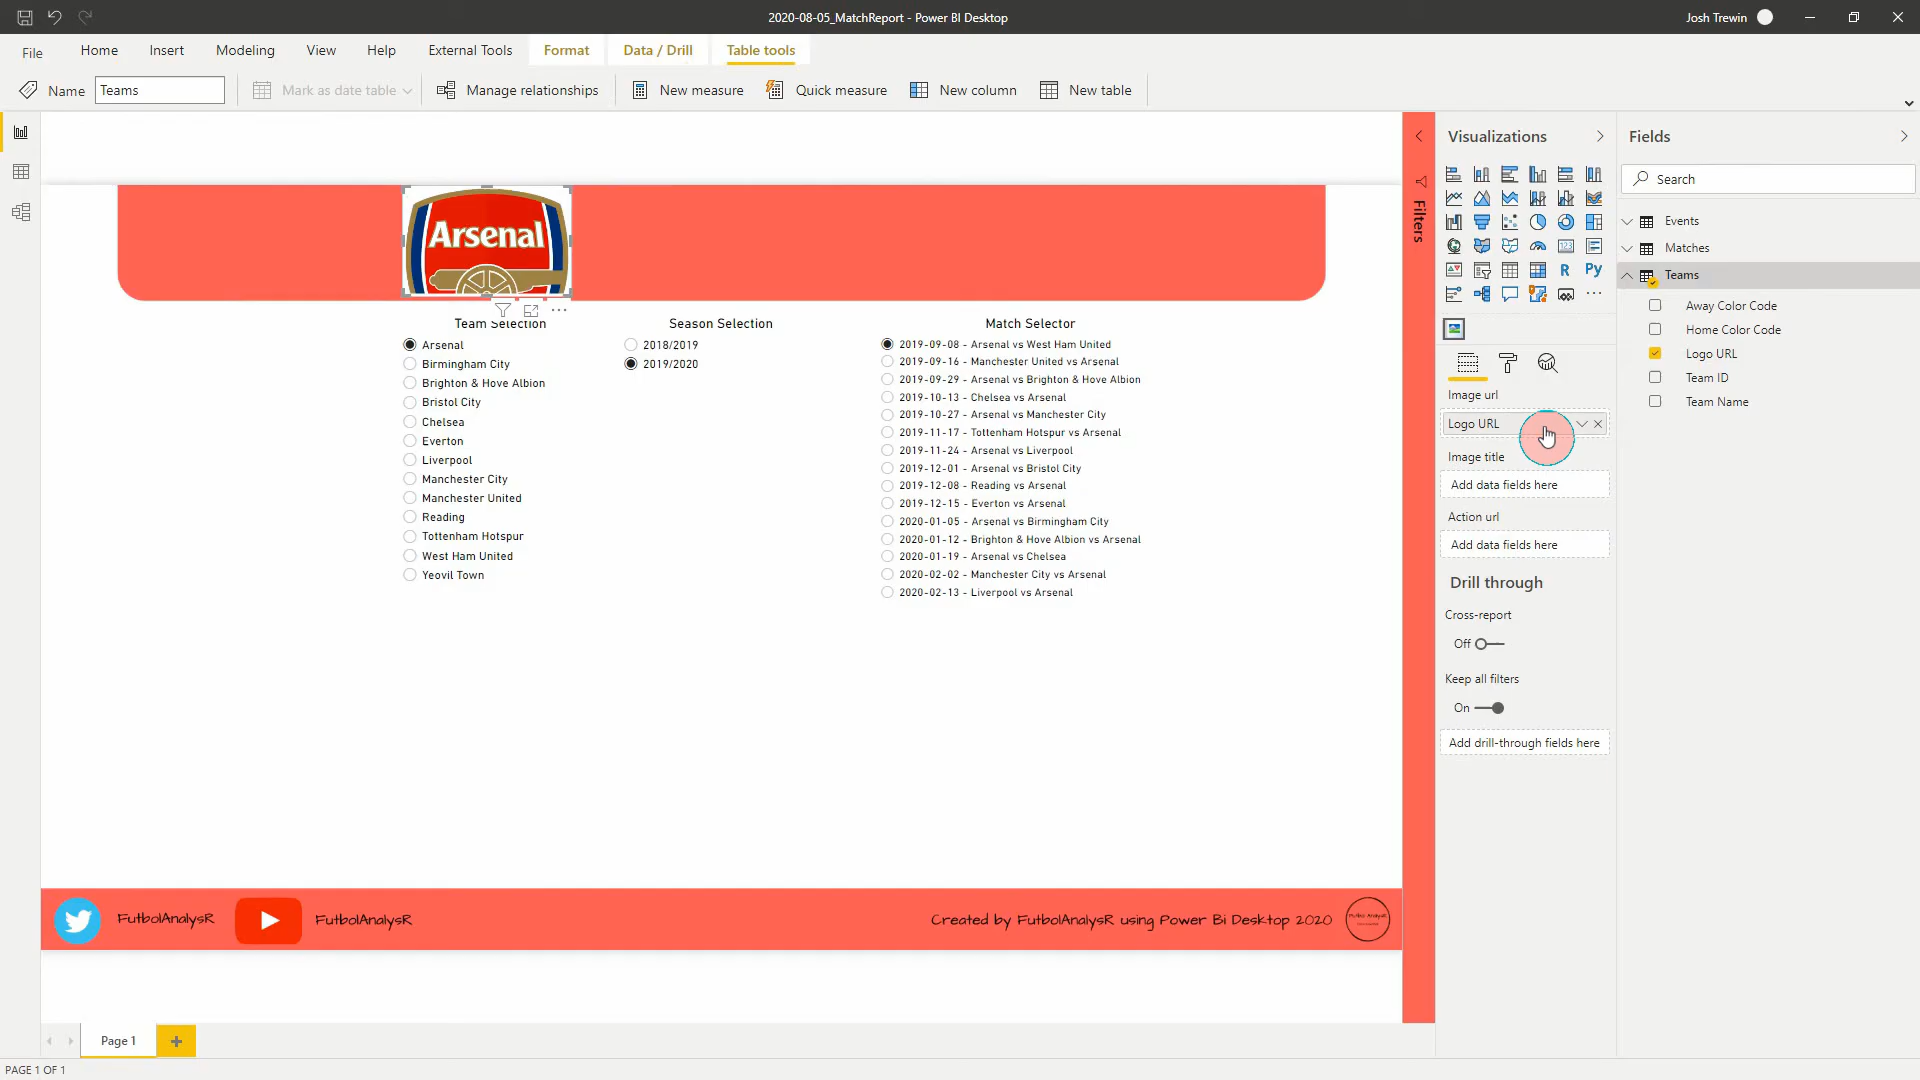 2020-08-05_MatchReport - Power BI Desktop
Josh Trewin
File
Home
Insert
Modeling
View
Help
External Tools
Format
Data / Drill
Table tools
Name
Teams
Mark as date table
Manage relationships
New measure
Quick measure
New column
New table
Arsenal
Team Selection
Arsenal
Birmingham City
Brighton & Hove Albion
Bristol City
Chelsea
Everton
Liverpool
Manchester City
Manchester United
Reading
Tottenham Hotspur
West Ham United
Yeovil Town
Season Selection
2018/2019
2019/2020
Match Selector
2019-09-08 - Arsenal vs West Ham United
2019-09-16 - Manchester United vs Arsenal
2019-09-29 - Arsenal vs Brighton & Hove Albion
2019-10-13 - Chelsea vs Arsenal
2019-10-27 - Arsenal vs Manchester City
2019-11-17 - Tottenham Hotspur vs Arsenal
2019-11-24 - Arsenal vs Liverpool
2019-12-01 - Arsenal vs Bristol City
2019-12-08 - Reading vs Arsenal
2019-12-15 - Everton vs Arsenal
2020-01-05 - Arsenal vs Birmingham City
2020-01-12 - Brighton & Hove Albion vs Arsenal
2020-01-19 - Arsenal vs Chelsea
2020-02-02 - Manchester City vs Arsenal
2020-02-13 - Liverpool vs Arsenal
FutbolAnalysR
FutbolAnalysR
Created by FutbolAnalysR using Power Bi Desktop 2020
Filters
Visualizations
123
R
Py
Image url
Logo URL
Image title
Add data fields here
Action url
Add data fields here
Drill through
Cross-report
Off
Keep all filters
On
Add drill-through fields here
Fields
Search
Events
Matches
Teams
Away Color Code
Home Color Code
Logo URL
Team ID
Team Name
Page 1
PAGE 1 OF 1